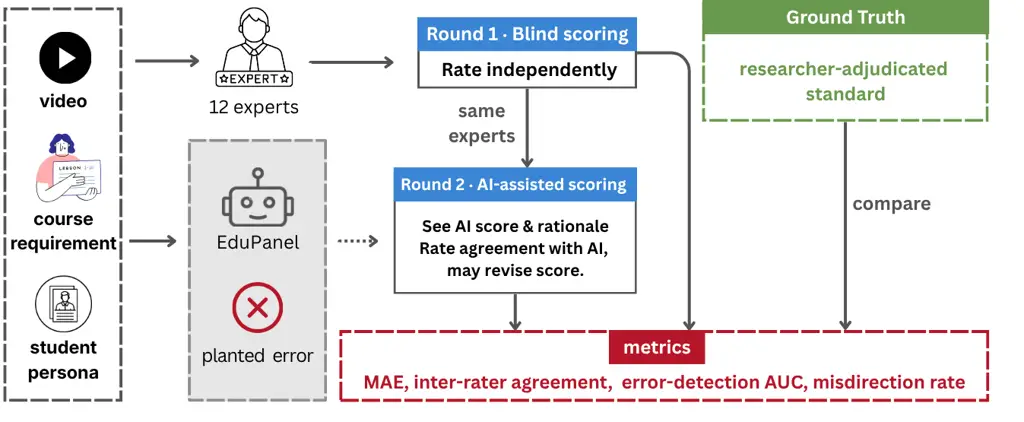 video
course
requirement
student
persona
EXPERT
12 experts
EduPanel
planted error
Round 1 · Blind scoring
Rate independently
same
experts
Round 2 · AI-assisted scoring
See AI score & rationale
Rate agreement with AI,
may revise score.
Ground Truth
researcher-adjudicated
standard
compare
metrics
MAE, inter-rater agreement, error-detection AUC, misdirection rate